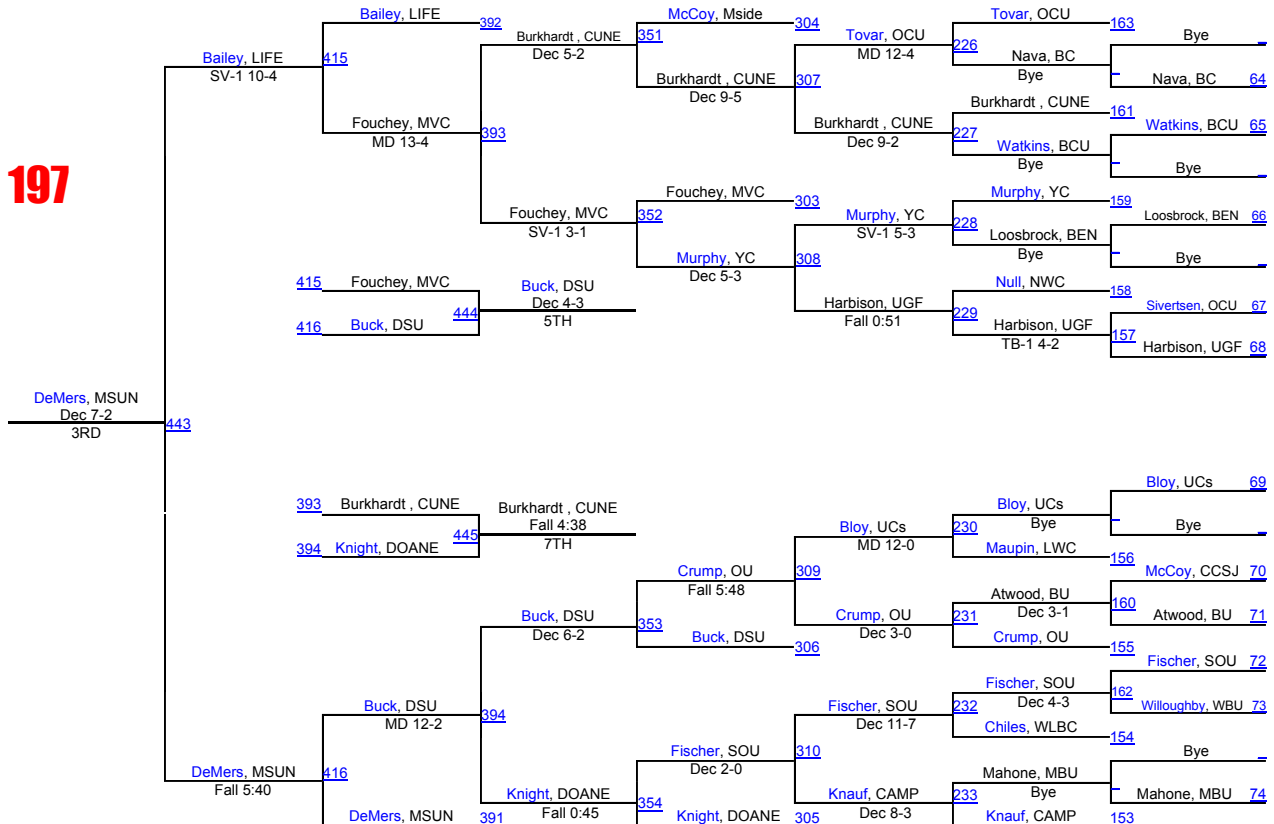 Bailey, LIFE
392
McCoy, Mside
304
Tovar, OCU
163
Bye
Burkhardt , CUNE
351
Tovar, OCU
226
Dec 5-2
MD 12-4
Bailey, LIFE
415
Nava, BC
SV-1 10-4
Bye
Burkhardt , CUNE
307
Nava, BC 64
Dec 9-5
Burkhardt , CUNE
161
Fouchey, MVC
393
Burkhardt , CUNE
227
Watkins, BCU 65
MD 13-4
Dec 9-2
Watkins, BCU
Bye
Bye
197
Fouchey, MVC
303
Murphy, YC
159
Fouchey, MVC
352
Murphy, YC
228
Loosbrock, BEN 66
SV-1 3-1
SV-1 5-3
Loosbrock, BEN
Bye
Murphy, YC
308
Bye
Dec 5-3
415 Fouchey, MVC
Buck, DSU
Null, NWC
158
444
Dec 4-3
Harbison, UGF
229
Sivertsen, OCU 67
416 Buck, DSU
5TH
Fall 0:51
Harbison, UGF
157
TB-1 4-2
Harbison, UGF 68
DeMers, MSUN
Dec 7-2
443
3RD
Bloy, UCs 69
393 Burkhardt , CUNE
Burkhardt , CUNE
Bloy, UCs
445
Fall 4:38
Bloy, UCs
230
Bye
Bye
394 Knight, DOANE
7TH
MD 12-0
Maupin, LWC
156
Crump, OU
309
McCoy, CCSJ 70
Fall 5:48
Atwood, BU
160
Dec 3-1
Buck, DSU
353
Crump, OU
231
Atwood, BU 71
Dec 6-2
Dec 3-0
Buck, DSU
306
Crump, OU
155
Fischer, SOU 72
Fischer, SOU
162
Dec 4-3
Buck, DSU
394
Fischer, SOU
232
Willoughby, WBU 73
MD 12-2
Dec 11-7
Chiles, WLBC
154
Fischer, SOU
310
Bye
Dec 2-0
DeMers, MSUN
416
Mahone, MBU
Fall 5:40
Bye
Knight, DOANE
354
Knauf, CAMP
233
Mahone, MBU 74
Fall 0:45
Dec 8-3
DeMers, MSUN
391
Knight, DOANE
305
Knauf, CAMP
153